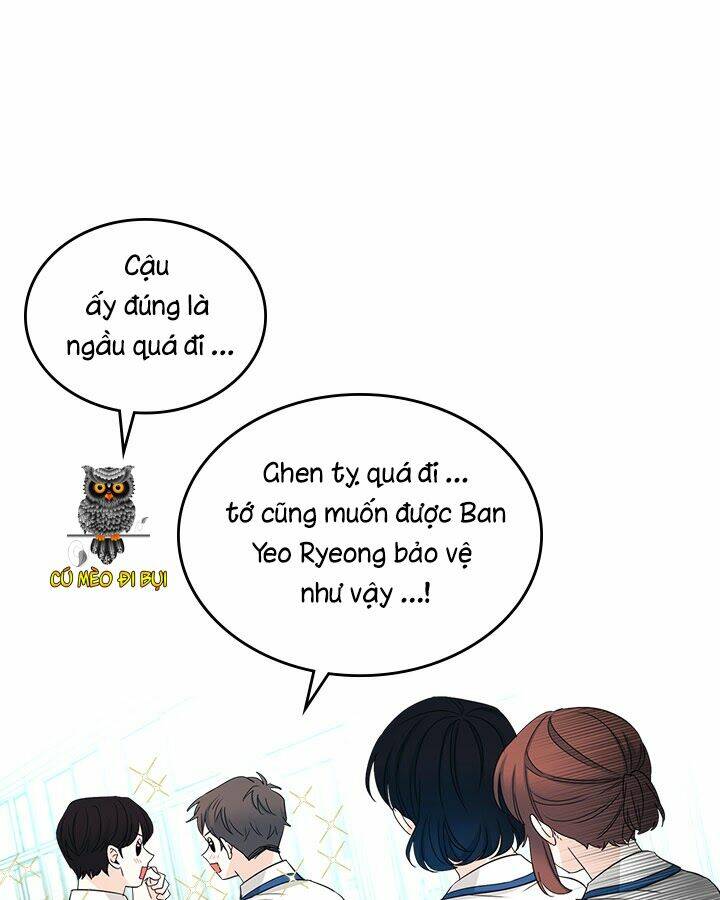 Cậu
ấy đúng là
ngầu quá đi ...
Ghen tỵ quá đi ...
tớ cũng muốn được Ban
Yeo Ryeong bảo vệ
như vậy ...!
CÚ MÈO ĐI BỤI